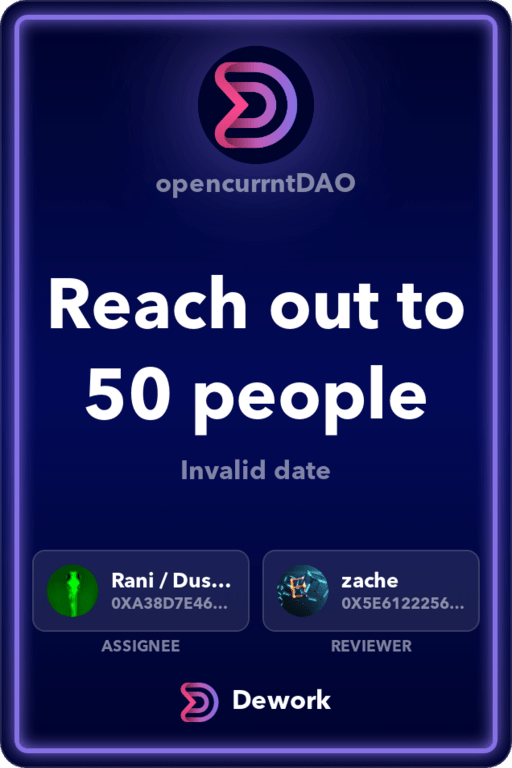 opencurrntDAO
Reach out to
50 people
Invalid date
Rani / Dus...
0XA38D7E46...
ASSIGNEE
zache
0X5E6122256...
REVIEWER
Dework